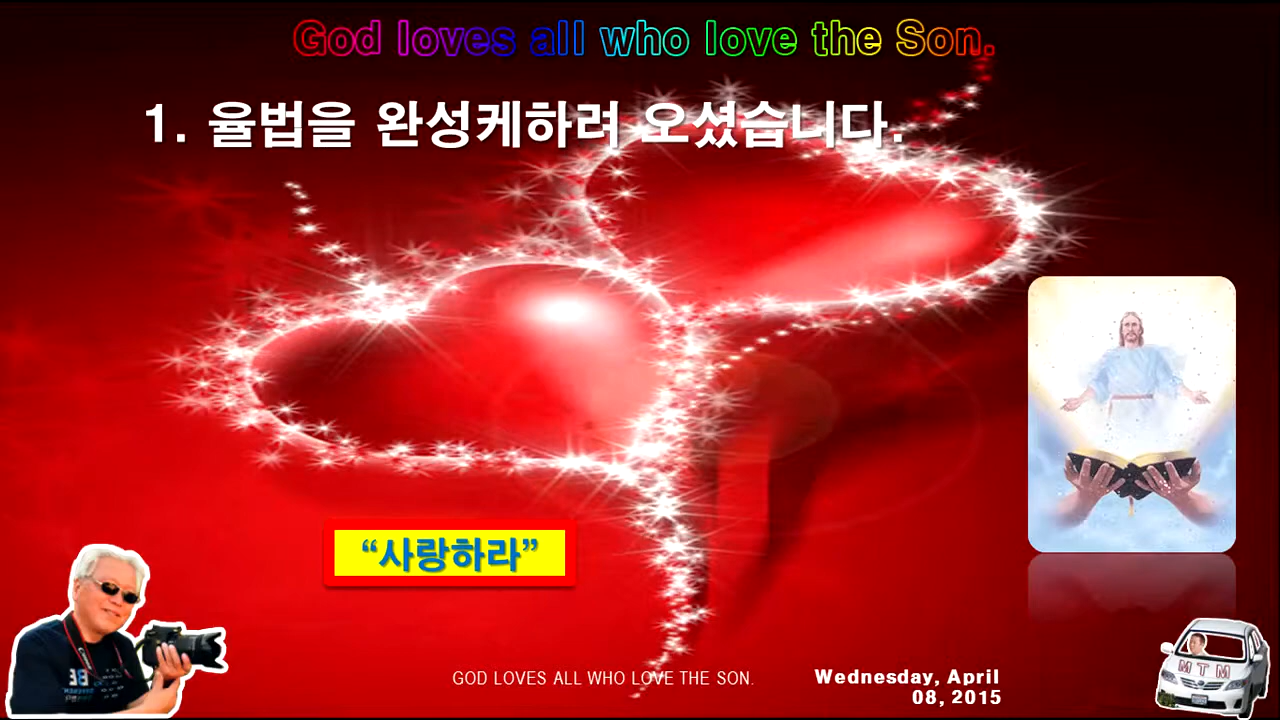 God loves all who love the Son.
1. 율법을 완성케하려 오셨습니다.
“사랑하라”
GOD LOVES ALL WHO LOVE THE SON.
Wednesday, April
08, 2015
M T M